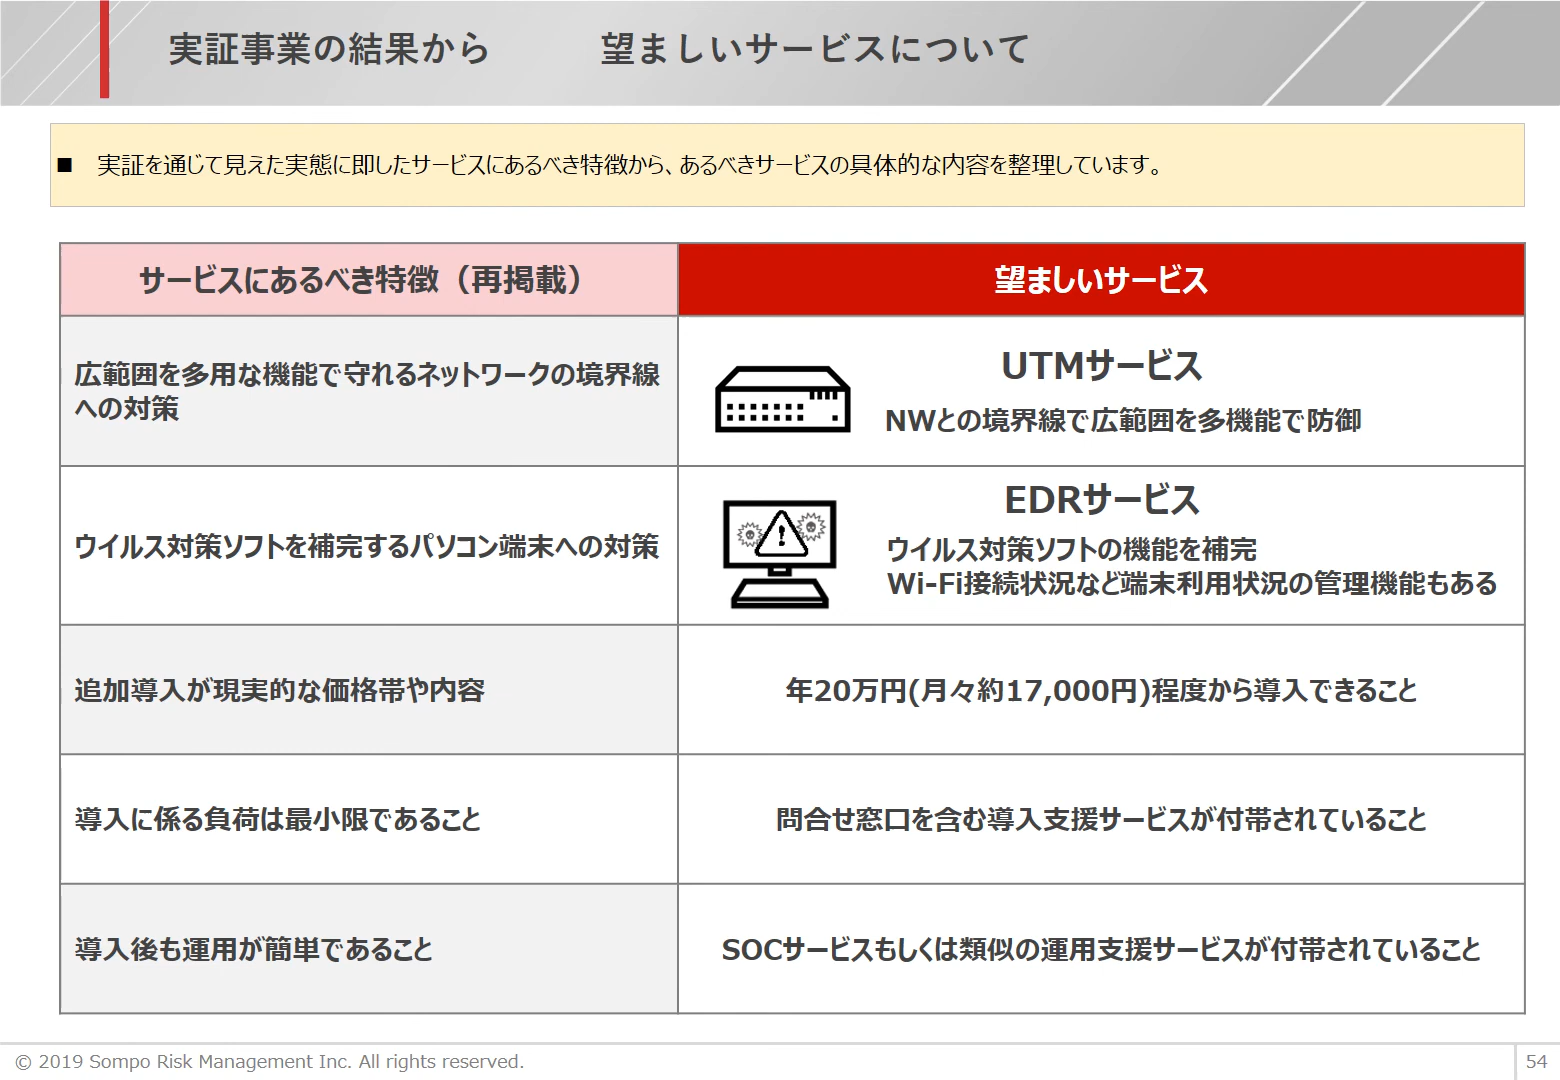 実証事業の結果から　　　望ましいサービスについて
■　実証を通じて見えた実態に即したサービスにあるべき特徴から、あるべきサービスの具体的な内容を整理しています。
サービスにあるべき特徴（再掲載）
望ましいサービス
広範囲を多用な機能で守れるネットワークの境界線
への対策
UTMサービス
NWとの境界線で広範囲を多機能で防御
ウイルス対策ソフトを補完するパソコン端末への対策
EDRサービス
ウイルス対策ソフトの機能を補完
Wi-Fi接続状況など端末利用状況の管理機能もある
追加導入が現実的な価格帯や内容
年20万円(月々約17,000円)程度から導入できること
導入に係る負荷は最小限であること
問合せ窓口を含む導入支援サービスが付帯されていること
導入後も運用が簡単であること
SOCサービスもしくは類似の運用支援サービスが付帯されていること
© 2019 Sompo Risk Management Inc. All rights reserved.
54